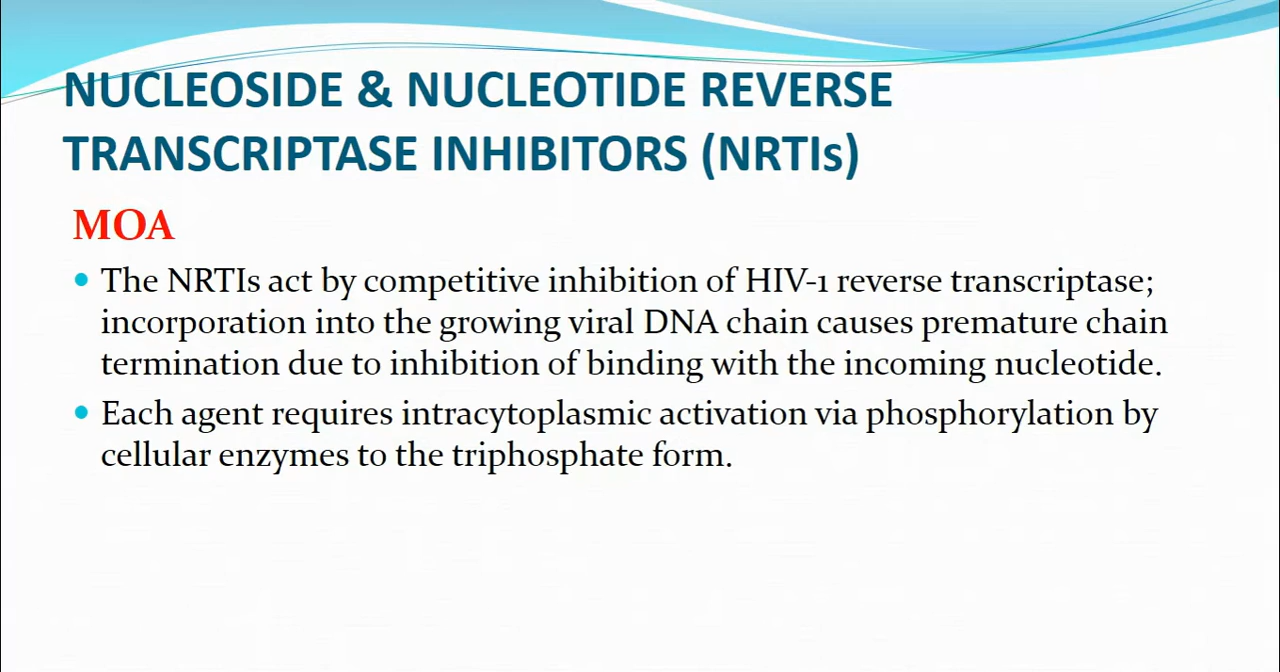 NUCLEOSIDE & NUCLEOTIDE REVERSE
TRANSCRIPTASE INHIBITORS (NRTIs)
MOA
• The NRTIs act by competitive inhibition of HIV-1 reverse transcriptase;
incorporation into the growing viral DNA chain causes premature chain
termination due to inhibition of binding with the incoming nucleotide.
• Each agent requires intracytoplasmic activation via phosphorylation by
cellular enzymes to the triphosphate form.